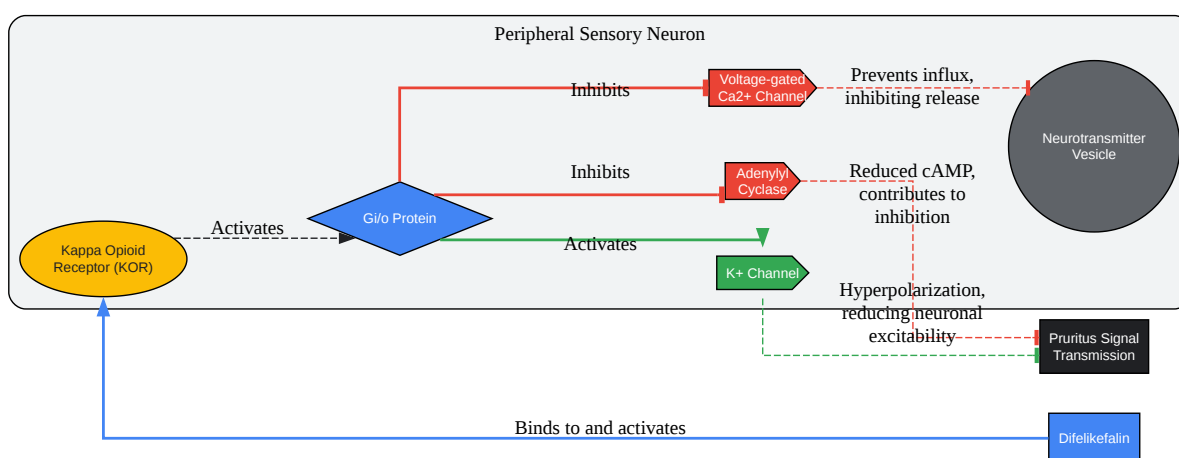 Peripheral Sensory Neuron
Inhibits
Voltage-gated
Ca2+ Channel
Prevents influx,
inhibiting release
Neurotransmitter
Vesicle
Inhibits
Adenylyl
Cyclase
Reduced cAMP,
contributes to
inhibition
Gi/o Protein
Activates
Activates
Kappa Opioid
Receptor (KOR)
K+ Channel
Hyperpolarization,
reducing neuronal
excitability
Pruritus Signal
Transmission
Binds to and activates
Difelikefalin